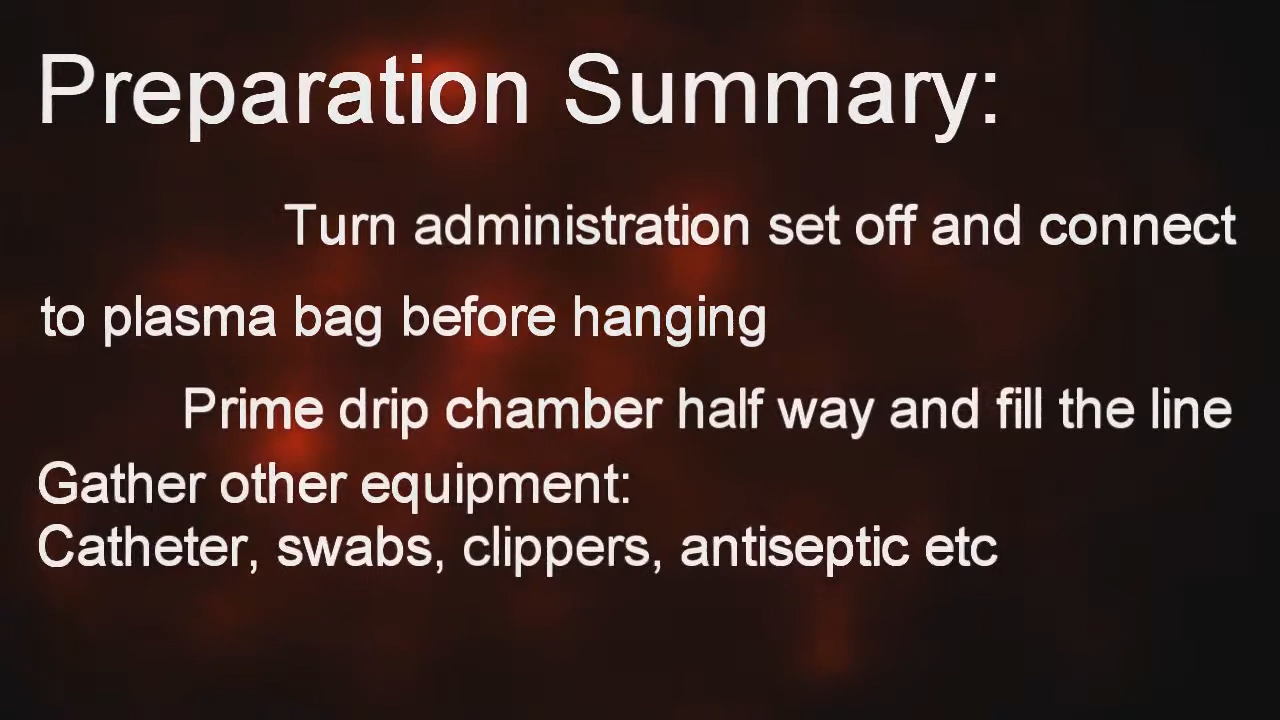 Preparation Summary:
Turn administration set off and connect
to plasma bag before hanging
Prime drip chamber half way and fill the line
Gather other equipment:
Catheter, swabs, clippers, antiseptic etc